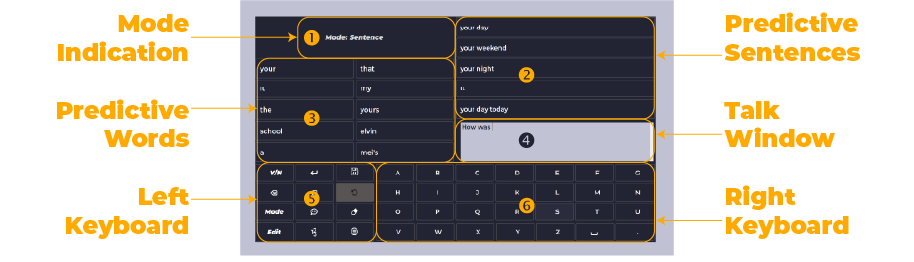 Mode
Indication
Predictive
Words
Left
Keyboard
1
Mode: Sentence
your
that
it
my
the
yours
3
school
elvin
a
mei's
your day
your weekend
your night
2
it
your day today
How was
4
V/N
5
Mode
Edit
A B C D E F G
H I J K L M N
O P Q R S T U
6
V W X Y Z .
Predictive
Sentences
Talk
Window
Right
Keyboard